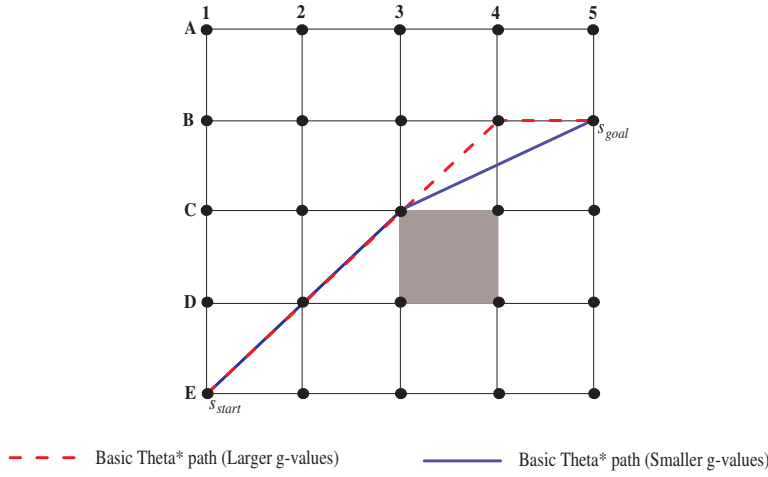 1 2 3 4 5
A
B
s_goal
C
D
E
s_start
Basic Theta* path (Larger g-values)
Basic Theta* path (Smaller g-values)